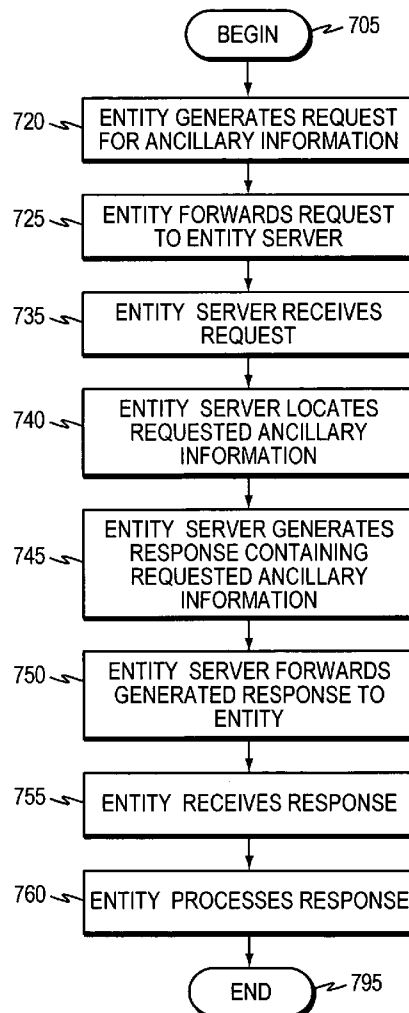 BEGIN
705
720
ENTITY GENERATES REQUEST
FOR ANCILLARY INFORMATION
725
ENTITY FORWARDS REQUEST
TO ENTITY SERVER
735
ENTITY SERVER RECEIVES
REQUEST
740
ENTITY SERVER LOCATES
REQUESTED ANCILLARY
INFORMATION
745
ENTITY SERVER GENERATES
RESPONSE CONTAINING
REQUESTED ANCILLARY
INFORMATION
750
ENTITY SERVER FORWARDS
GENERATED RESPONSE TO
ENTITY
755
ENTITY RECEIVES RESPONSE
760
ENTITY PROCESSES RESPONSE
END
795